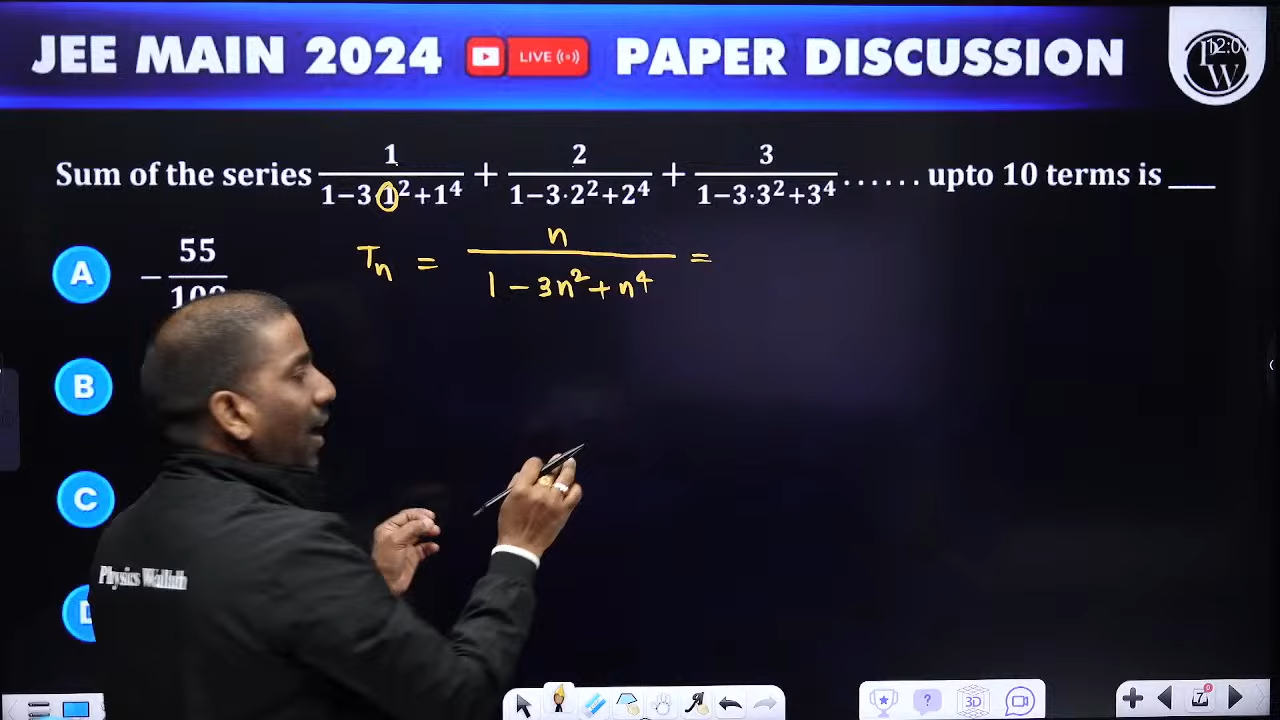 JEE MAIN 2024 LIVE PAPER DISCUSSION
Sum of the series 1/(1−3·1²+1⁴) + 2/(1−3·2²+2⁴) + 3/(1−3·3²+3⁴) ...... upto 10 terms is ___
Tn = n/(1 − 3n² + n⁴) =
A −55/109
B
C
D
Physics Wallah
3D